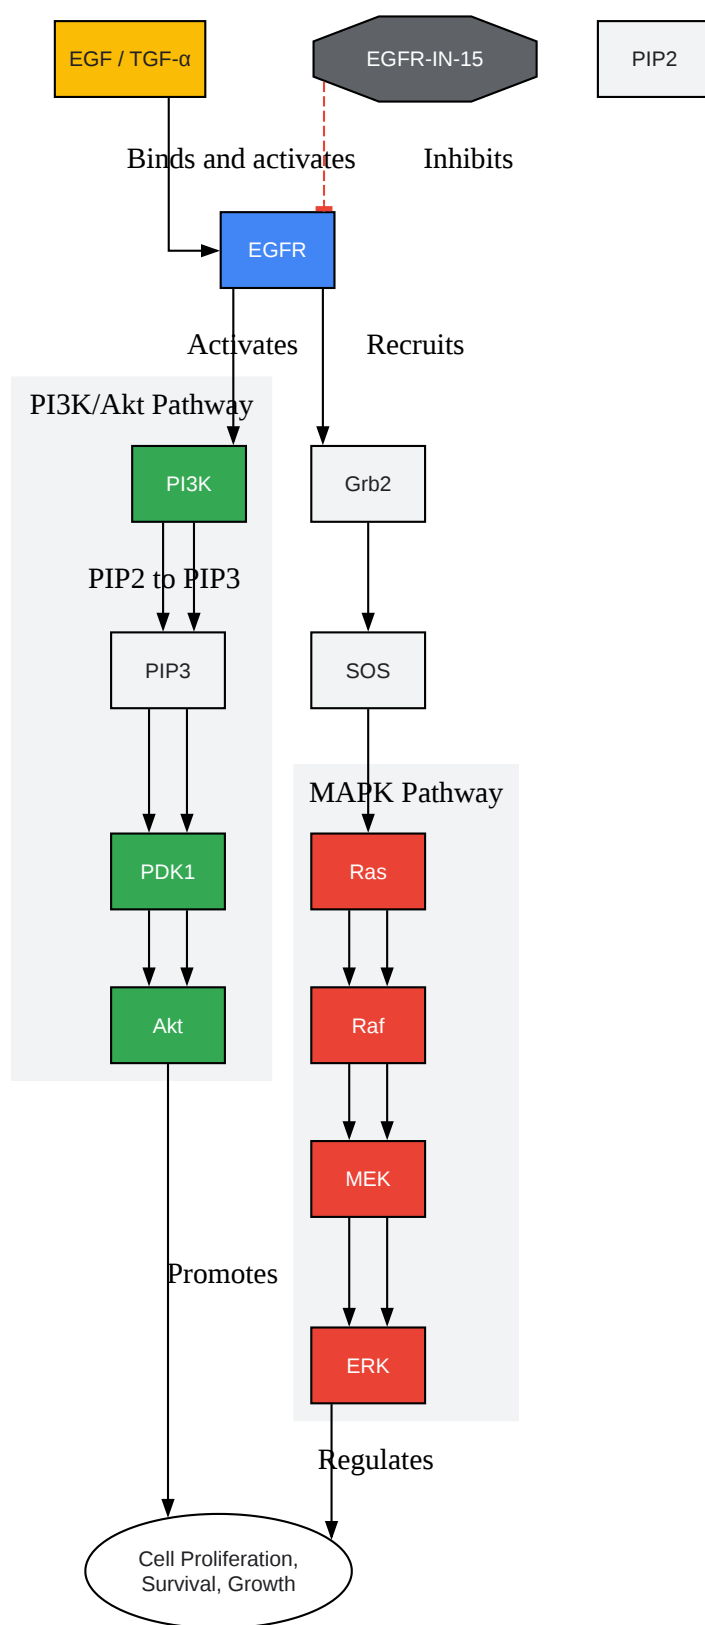 EGF / TGF-α
EGFR-IN-15
PIP2
Binds and activates
Inhibits
EGFR
Activates
Recruits
PI3K/Akt Pathway
PI3K
Grb2
PIP2 to PIP3
PIP3
SOS
MAPK Pathway
PDK1
Ras
Akt
Raf
MEK
Promotes
ERK
Regulates
Cell Proliferation,
Survival, Growth